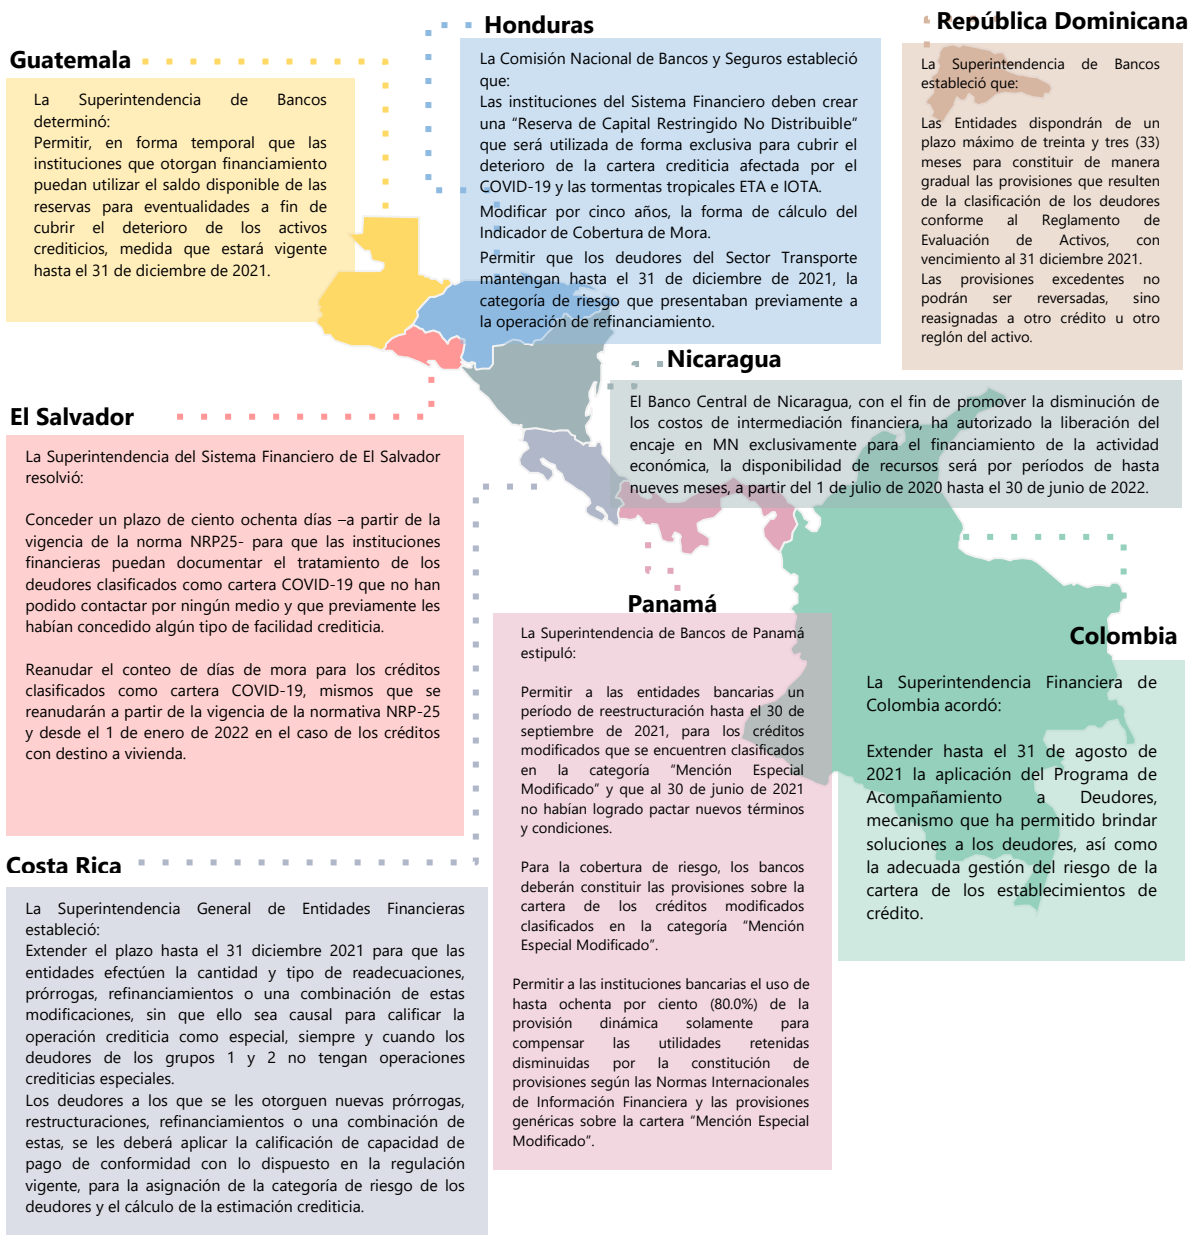 Guatemala
La Superintendencia de Bancos
determinó:
Permitir, en forma temporal que las
instituciones que otorgan financiamiento
puedan utilizar el saldo disponible de las
reservas para eventualidades a fin de
cubrir el deterioro de los activos
crediticios, medida que estará vigente
hasta el 31 de diciembre de 2021.
Honduras
La Comisión Nacional de Bancos y Seguros estableció
que:
Las instituciones del Sistema Financiero deben crear
una “Reserva de Capital Restringido No Distribuible”
que será utilizada de forma exclusiva para cubrir el
deterioro de la cartera crediticia afectada por el
COVID-19 y las tormentas tropicales ETA e IOTA.
Modificar por cinco años, la forma de cálculo del
Indicador de Cobertura de Mora.
Permitir que los deudores del Sector Transporte
mantengan hasta el 31 de diciembre de 2021, la
categoría de riesgo que presentaban previamente a
la operación de refinanciamiento.
República Dominicana
La Superintendencia de Bancos
estableció que:
Las Entidades dispondrán de un
plazo máximo de treinta y tres (33)
meses para constituir de manera
gradual las provisiones que resulten
de la clasificación de los deudores
conforme al Reglamento de
Evaluación de Activos, con
vencimiento al 31 diciembre 2021.
Las provisiones excedentes no
podrán ser reversadas, sino
reasignadas a otro crédito u otro
reglón del activo.
Nicaragua
El Banco Central de Nicaragua, con el fin de promover la disminución de
los costos de intermediación financiera, ha autorizado la liberación del
encaje en MN exclusivamente para el financiamiento de la actividad
económica, la disponibilidad de recursos será por períodos de hasta
nueves meses, a partir del 1 de julio de 2020 hasta el 30 de junio de 2022.
El Salvador
La Superintendencia del Sistema Financiero de El Salvador
resolvió:
Conceder un plazo de ciento ochenta días –a partir de la
vigencia de la norma NRP25- para que las instituciones
financieras puedan documentar el tratamiento de los
deudores clasificados como cartera COVID-19 que no han
podido contactar por ningún medio y que previamente les
habían concedido algún tipo de facilidad crediticia.
Reanudar el conteo de días de mora para los créditos
clasificados como cartera COVID-19, mismos que se
reanudarán a partir de la vigencia de la normativa NRP-25
y desde el 1 de enero de 2022 en el caso de los créditos
con destino a vivienda.
Panamá
La Superintendencia de Bancos de Panamá
estipuló:
Permitir a las entidades bancarias un
período de reestructuración hasta el 30 de
septiembre de 2021, para los créditos
modificados que se encuentren clasificados
en la categoría “Mención Especial
Modificado” y que al 30 de junio de 2021
no habían logrado pactar nuevos términos
y condiciones.
Para la cobertura de riesgo, los bancos
deberán constituir las provisiones sobre la
cartera de los créditos modificados
clasificados en la categoría “Mención
Especial Modificado”.
Permitir a las instituciones bancarias el uso de
hasta ochenta por ciento (80.0%) de la
provisión dinámica solamente para
compensar las utilidades retenidas
disminuidas por la constitución de
provisiones según las Normas Internacionales
de Información Financiera y las provisiones
genéricas sobre la cartera “Mención Especial
Modificado”.
Colombia
La Superintendencia Financiera de
Colombia acordó:
Extender hasta el 31 de agosto de
2021 la aplicación del Programa de
Acompañamiento a Deudores,
mecanismo que ha permitido brindar
soluciones a los deudores, así como
la adecuada gestión del riesgo de la
cartera de los establecimientos de
crédito.
Costa Rica
La Superintendencia General de Entidades Financieras
estableció:
Extender el plazo hasta el 31 diciembre 2021 para que las
entidades efectúen la cantidad y tipo de readecuaciones,
prórrogas, refinanciamientos o una combinación de estas
modificaciones, sin que ello sea causal para calificar la
operación crediticia como especial, siempre y cuando los
deudores de los grupos 1 y 2 no tengan operaciones
crediticias especiales.
Los deudores a los que se les otorguen nuevas prórrogas,
restructuraciones, refinanciamientos o una combinación de
estas, se les deberá aplicar la calificación de capacidad de
pago de conformidad con lo dispuesto en la regulación
vigente, para la asignación de la categoría de riesgo de los
deudores y el cálculo de la estimación crediticia.